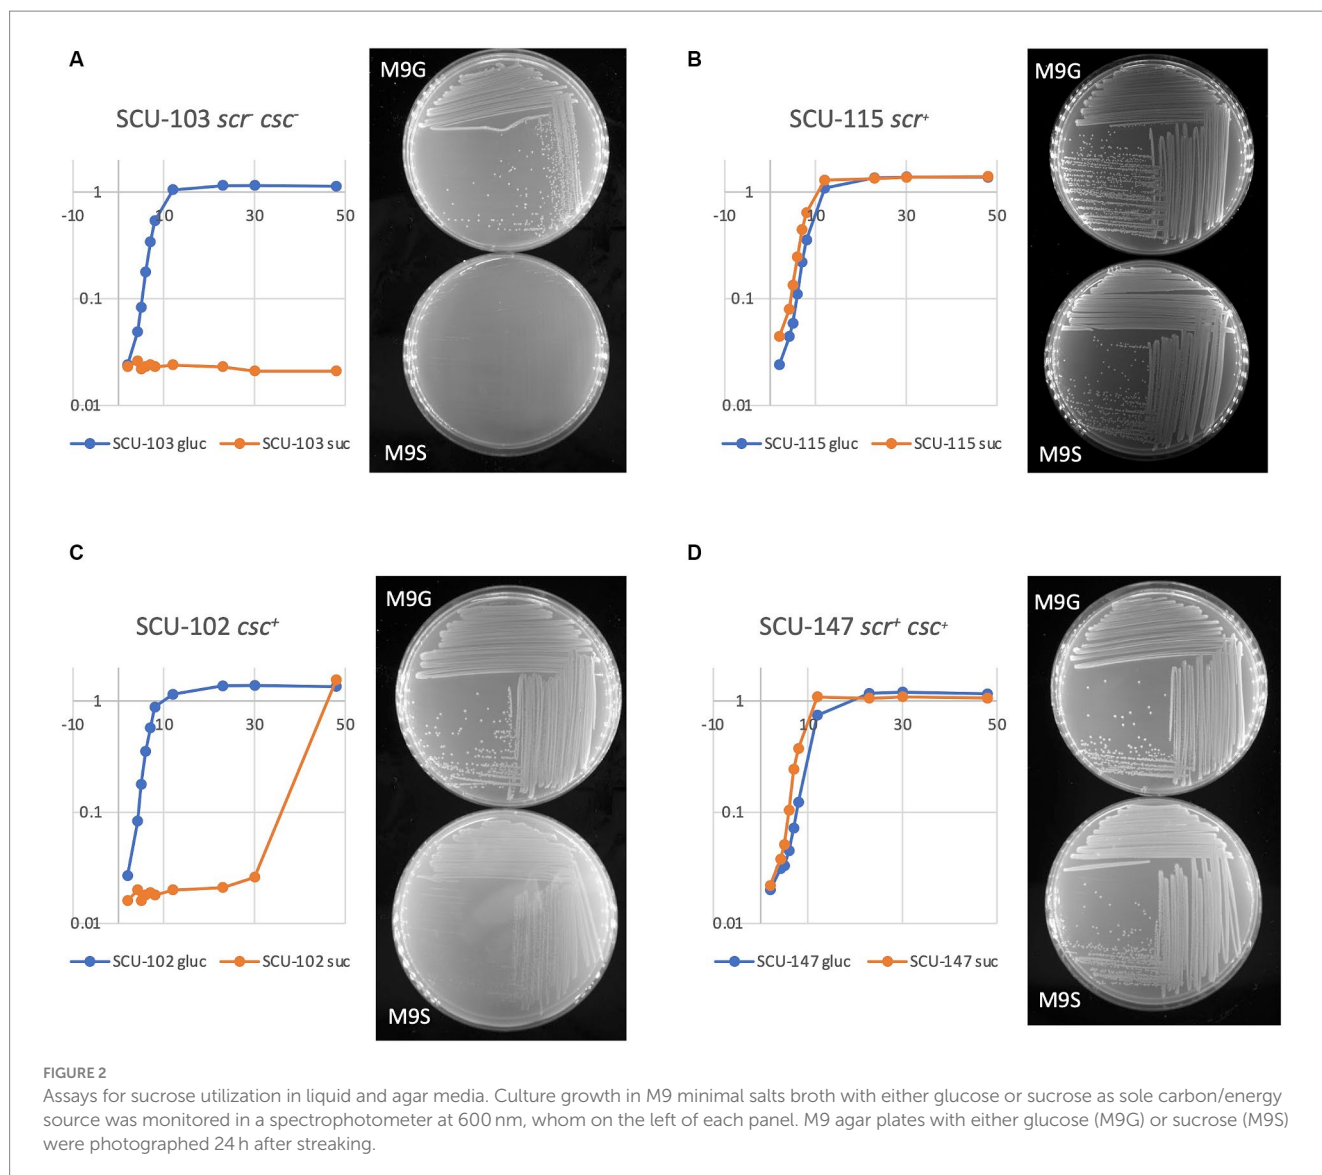 A
SCU-103 scr- csc-
1
-10 10 30 50
0.1
0.01
SCU-103 gluc SCU-103 suc
M9G
M9S
B
SCU-115 scr+
1
-10 10 30 50
0.1
0.01
SCU-115 gluc SCU-115 suc
M9G
M9S
C
SCU-102 csc+
1
-10 10 30 50
0.1
0.01
SCU-102 gluc SCU-102 suc
M9G
M9S
D
SCU-147 scr+ csc+
1
-10 10 30 50
0.1
0.01
SCU-147 gluc SCU-147 suc
M9G
M9S
FIGURE 2
Assays for sucrose utilization in liquid and agar media. Culture growth in M9 minimal salts broth with either glucose or sucrose as sole carbon/energy
source was monitored in a spectrophotometer at 600 nm, whom on the left of each panel. M9 agar plates with either glucose (M9G) or sucrose (M9S)
were photographed 24 h after streaking.